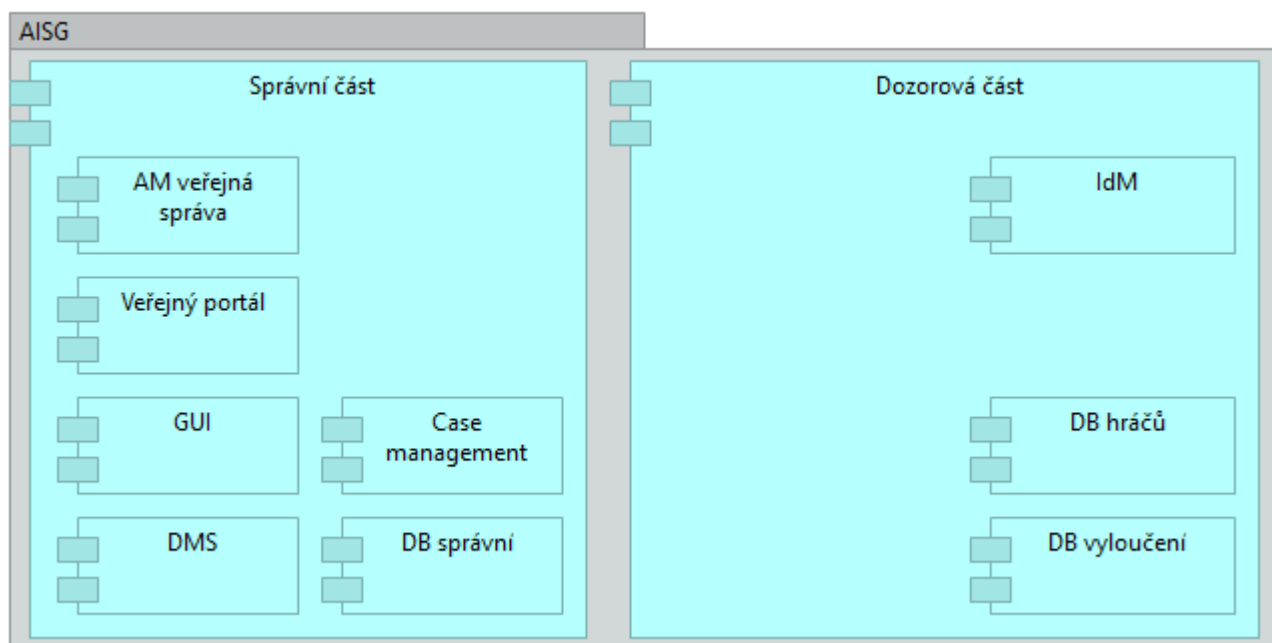 AISG
Správní část
AM veřejná
správa
Veřejný portál
GUI
Case
management
DMS
DB správní
Dozorová část
IdM
DB hráčů
DB vyloučení